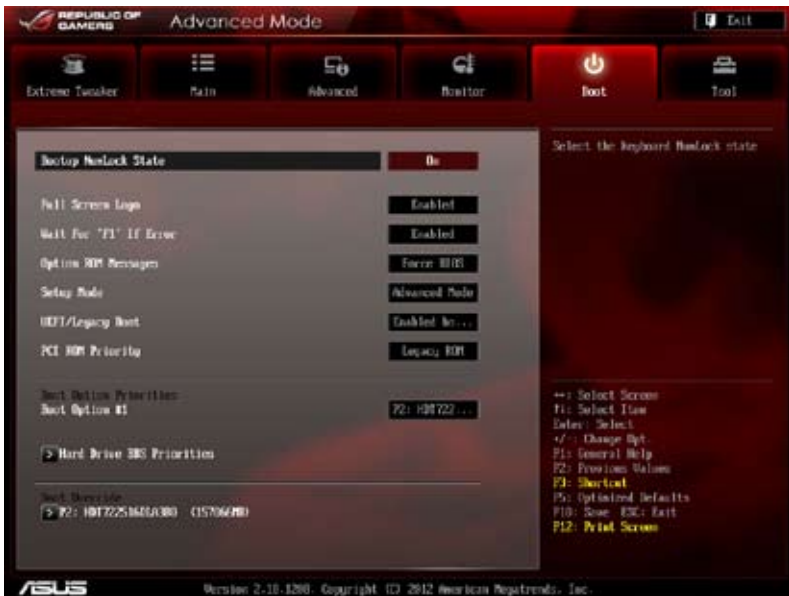 REPUBLIC OF GAMERS
Advanced Mode
Exit
Extreme Tweaker
Main
Advanced
Monitor
Boot
Tool
Select the keyboard NumLock state
Bootup NumLock State
On
Full Screen Logo
Enabled
Wait For 'F1' If Error
Enabled
Option ROM Messages
Force BIOS
Setup Mode
Advanced Mode
UEFI/Legacy Boot
Enabled bo...
PCI ROM Priority
Legacy ROM
Boot Option Priorities
Boot Option #1
P2: HDT722...
> Hard Drive BBS Priorities
Boot Override
> P2: (157066MB)
→←: Select Screen
↑↓: Select Item
Enter: Select
+/-: Change Opt.
F1: General Help
F2: Previous Values
F3: Shortcut
F5: Optimized Defaults
F10: Save ESC: Exit
F12: Print Screen
ASUS
Version 2.10.1208. Copyright (C) 2012 American Megatrends, Inc.